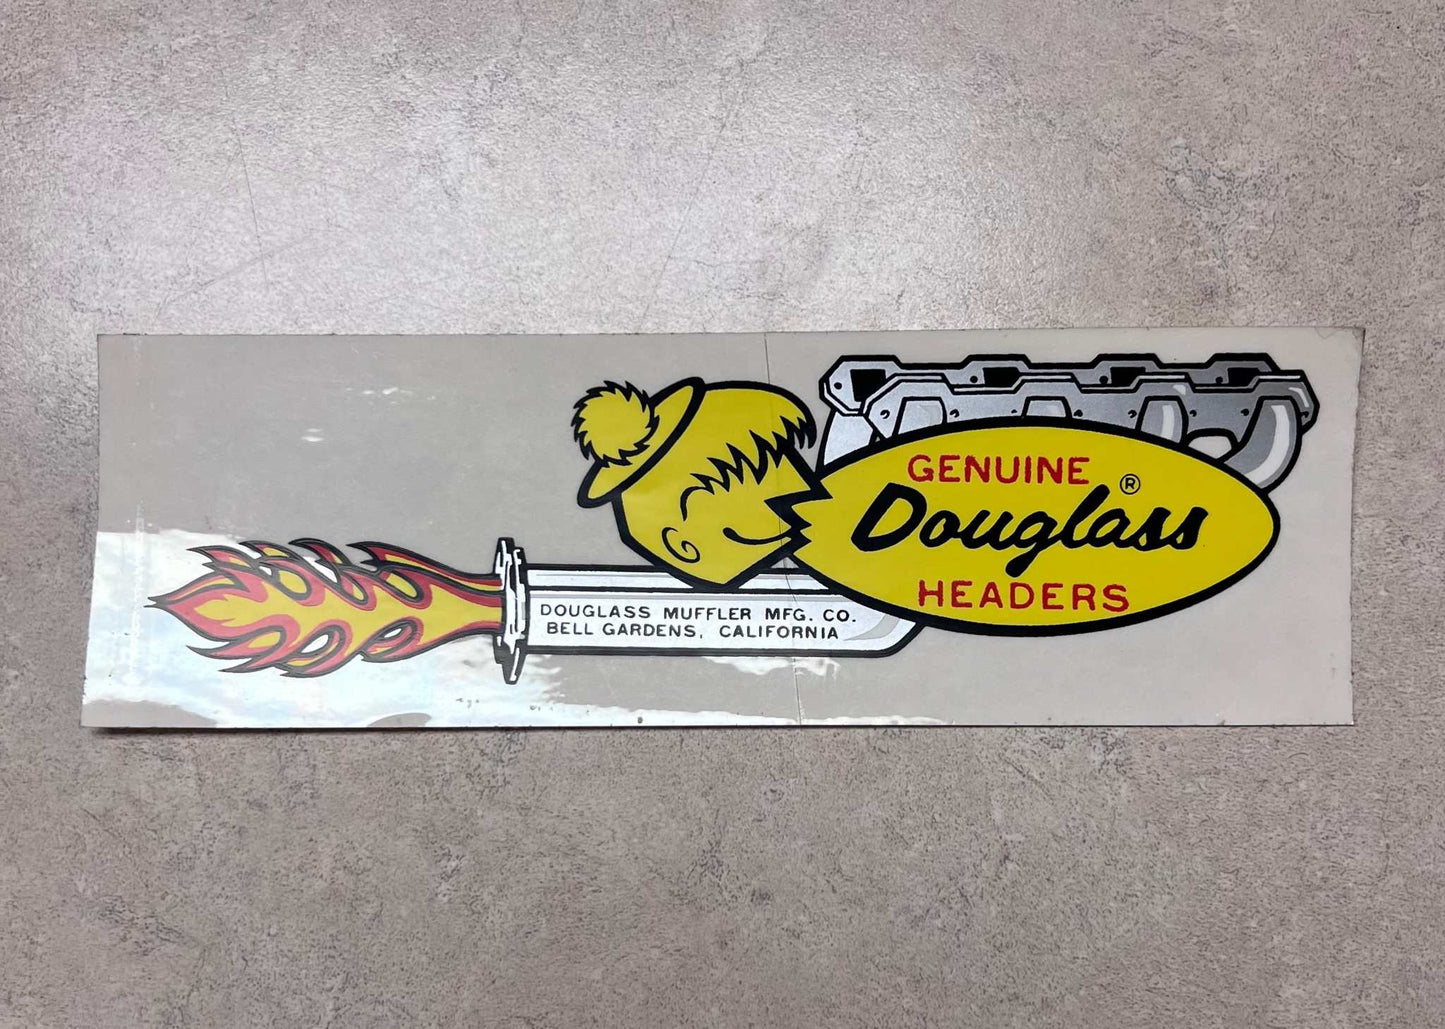 GENUINE
Douglass ®
HEADERS
DOUGLASS MUFFLER MFG. CO.
BELL GARDENS, CALIFORNIA